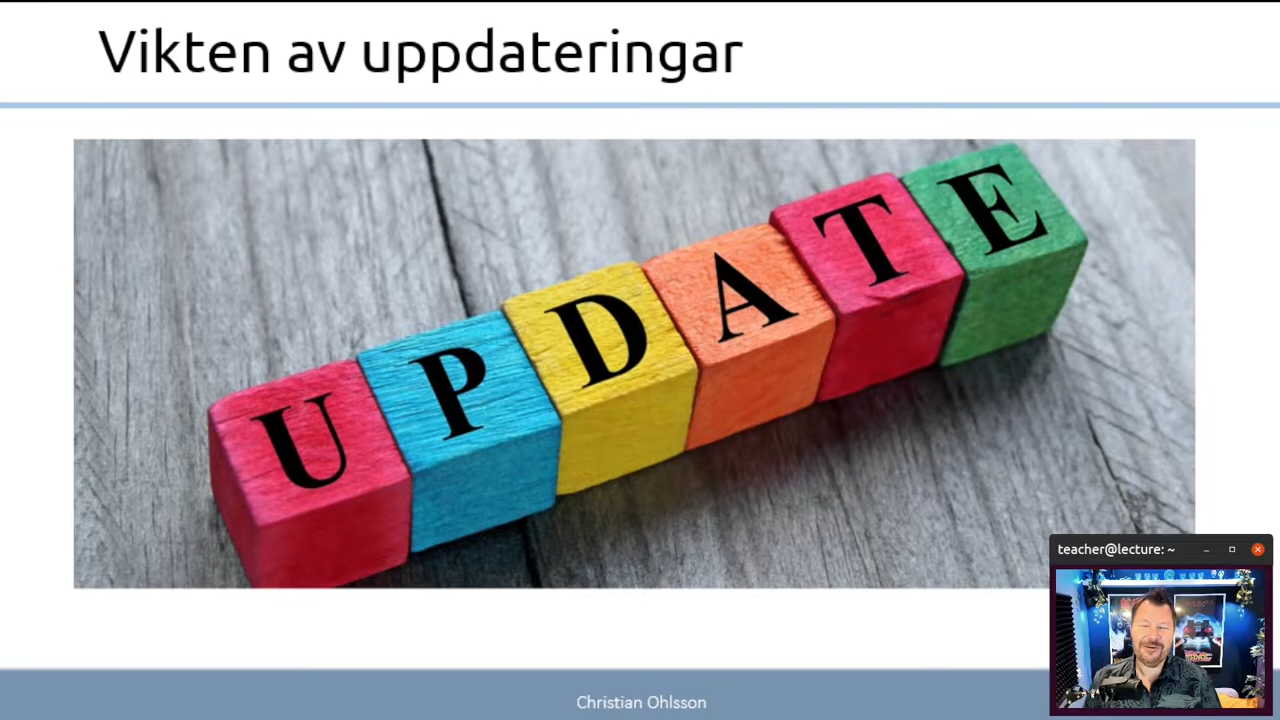 Vikten av uppdateringar
UPDATE
teacher@lecture: ~
Christian Ohlsson